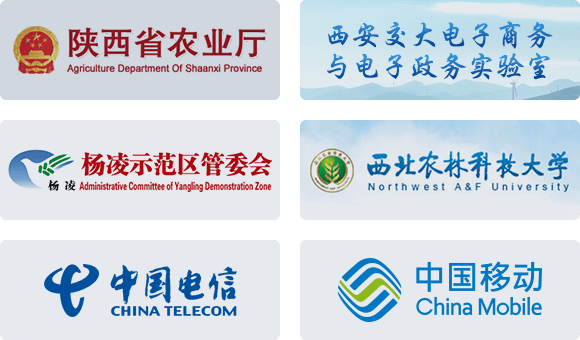 陕西省农业厅
Agriculture Department Of Shaanxi Province
西安交大电子商务
与电子政务实验室
杨凌
杨凌示范区管委会
Administrative Committee of Yangling Demonstration Zone
西北农林科技大学
Northwest A&F University
中国电信
CHINA TELECOM
中国移动
China Mobile